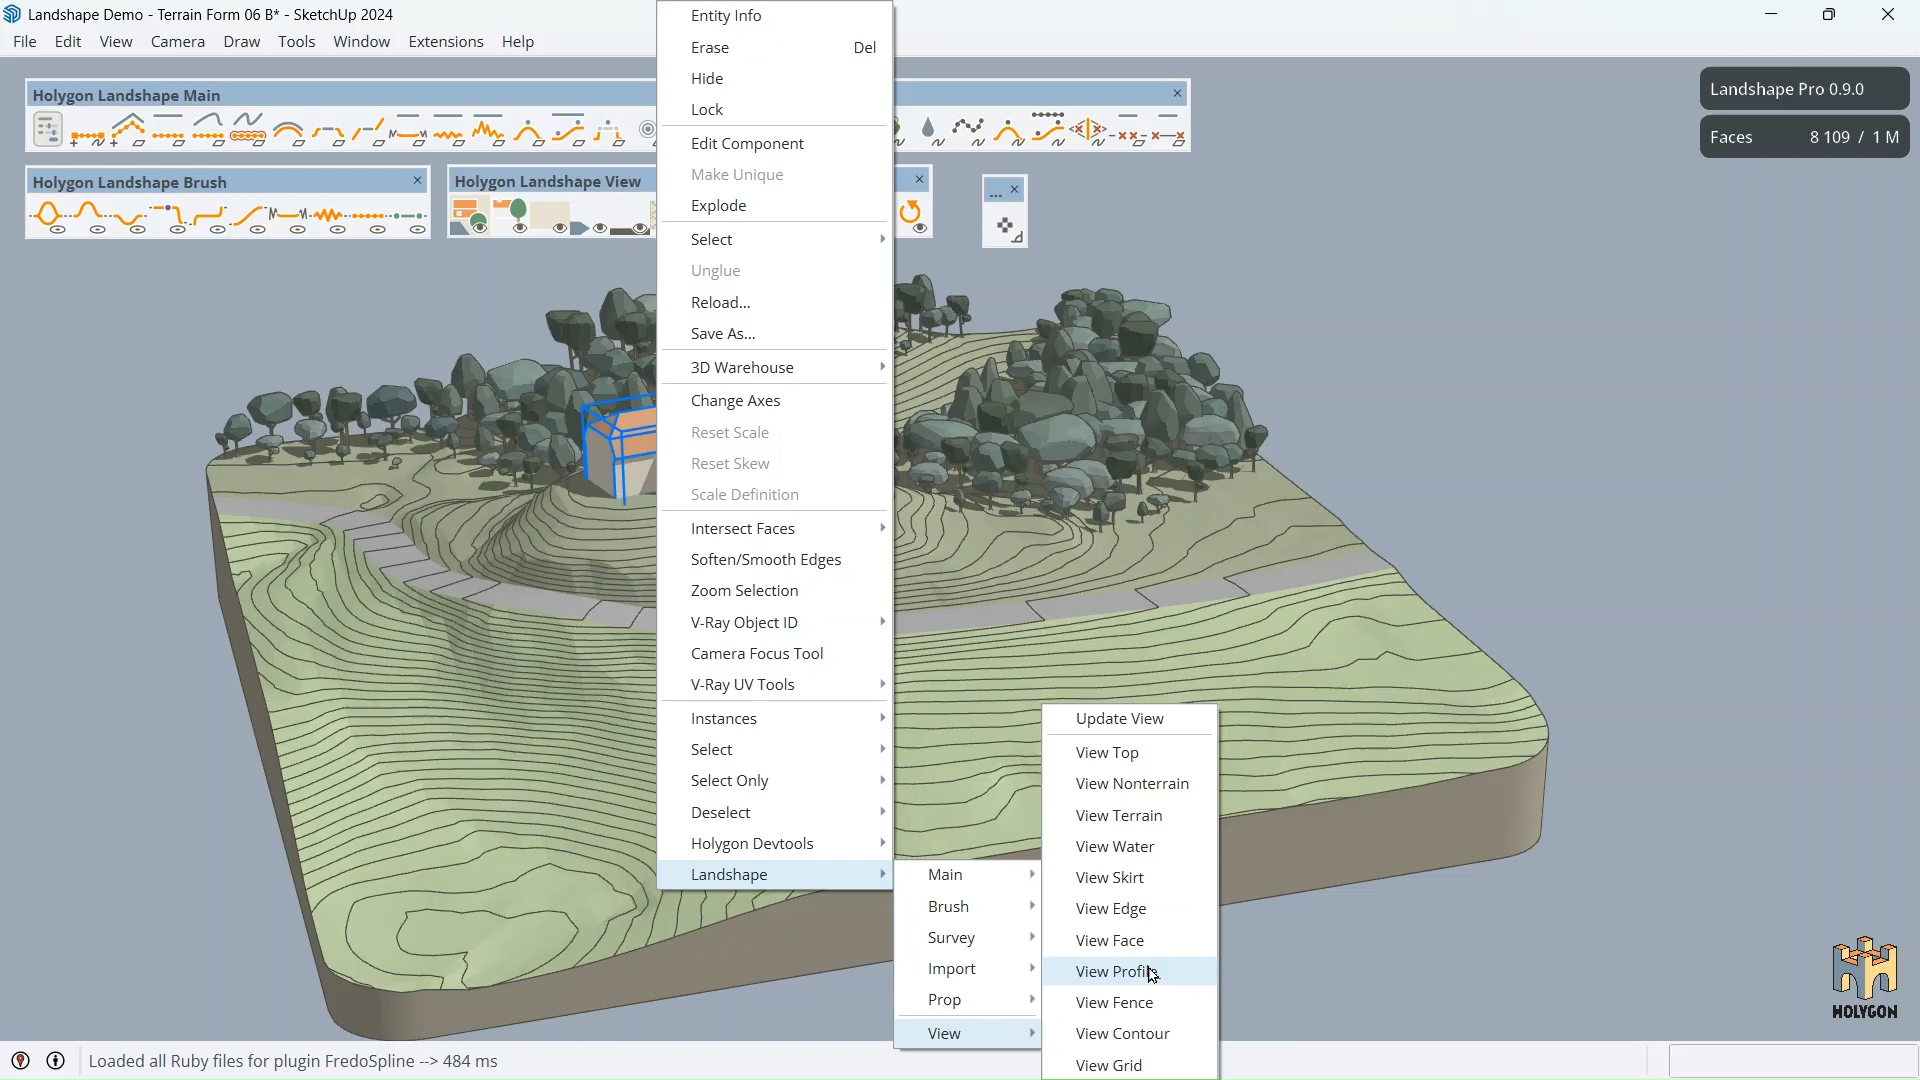 Landshape Demo - Terrain Form 06 B* - SketchUp 2024
File Edit View Camera Draw Tools Window Extensions Help
Holygon Landshape Main
Holygon Landshape Brush
Holygon Landshape View
...
Landshape Pro 0.9.0
Faces 8 109 / 1 M
Entity Info
Erase Del
Hide
Lock
Edit Component
Make Unique
Explode
Select
Unglue
Reload...
Save As...
3D Warehouse
Change Axes
Reset Scale
Reset Skew
Scale Definition
Intersect Faces
Soften/Smooth Edges
Zoom Selection
V-Ray Object ID
Camera Focus Tool
V-Ray UV Tools
Instances
Select
Select Only
Deselect
Holygon Devtools
Landshape
Main
Brush
Survey
Import
Prop
View
Update View
View Top
View Nonterrain
View Terrain
View Water
View Skirt
View Edge
View Face
View Profile
View Fence
View Contour
View Grid
HOLYGON
Loaded all Ruby files for plugin FredoSpline --> 484 ms